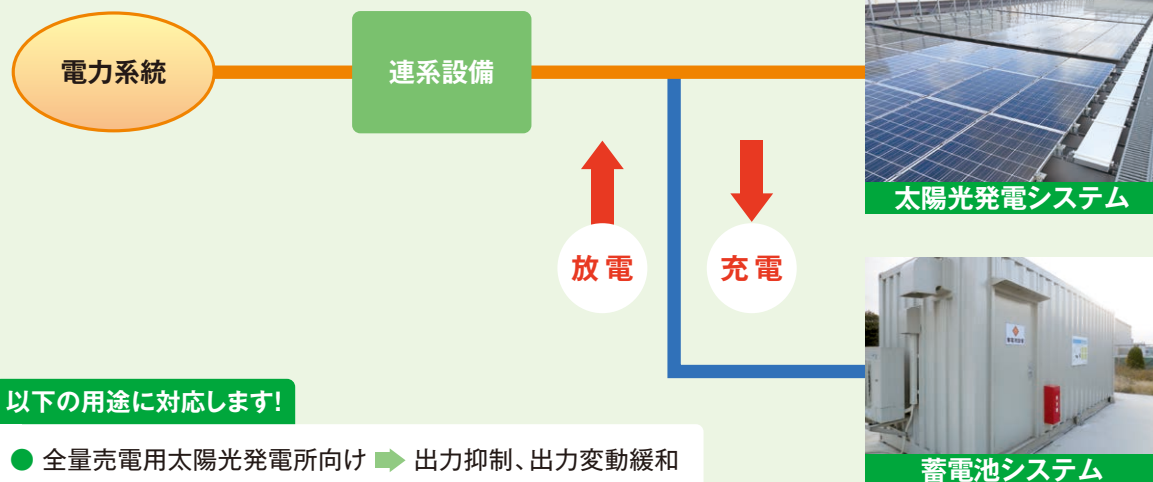 電力系統
連系設備
太陽光発電システム
放電
充電
蓄電池システム
以下の用途に対応します!
● 全量売電用太陽光発電所向け ➡ 出力抑制、出力変動緩和